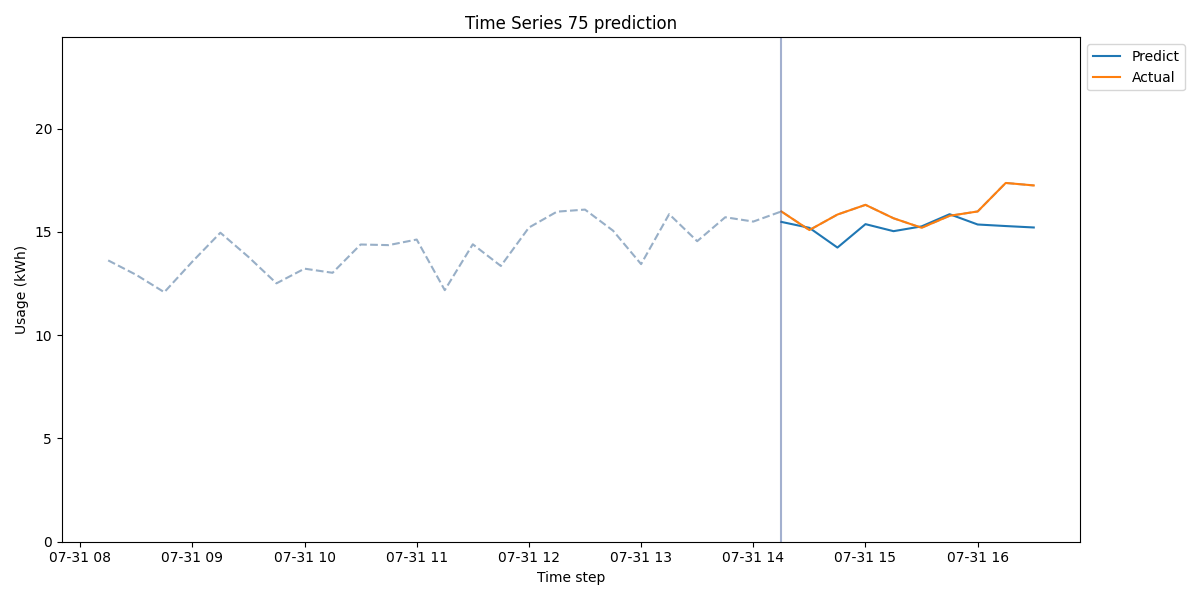 Time Series 75 prediction
Predict
Actual
Usage (kWh)
20
15
10
5
0
07-31 08 07-31 09 07-31 10 07-31 11 07-31 12 07-31 13 07-31 14 07-31 15 07-31 16
Time step